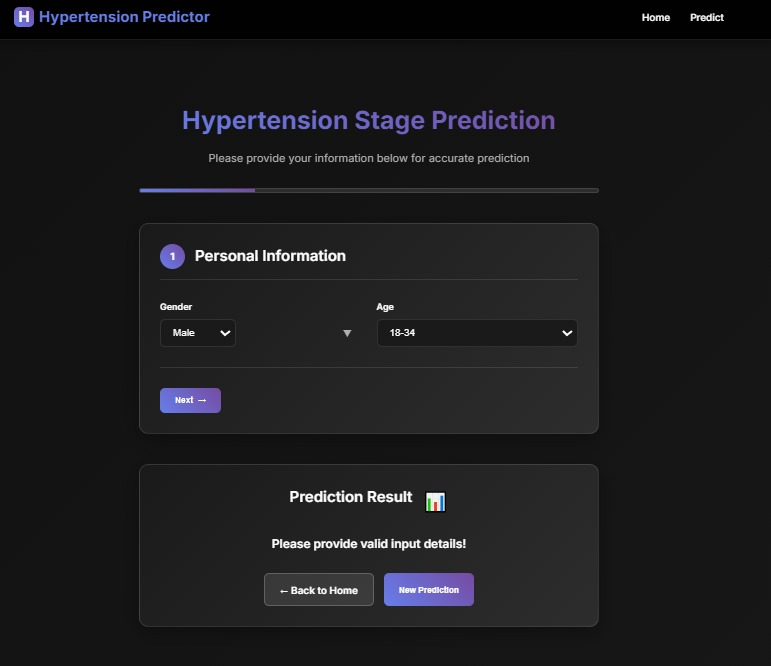 H Hypertension Predictor
Home Predict
Hypertension Stage Prediction
Please provide your information below for accurate prediction
1 Personal Information
Gender
Age
Male
18-34
Next →
Prediction Result
Please provide valid input details!
← Back to Home
New Prediction